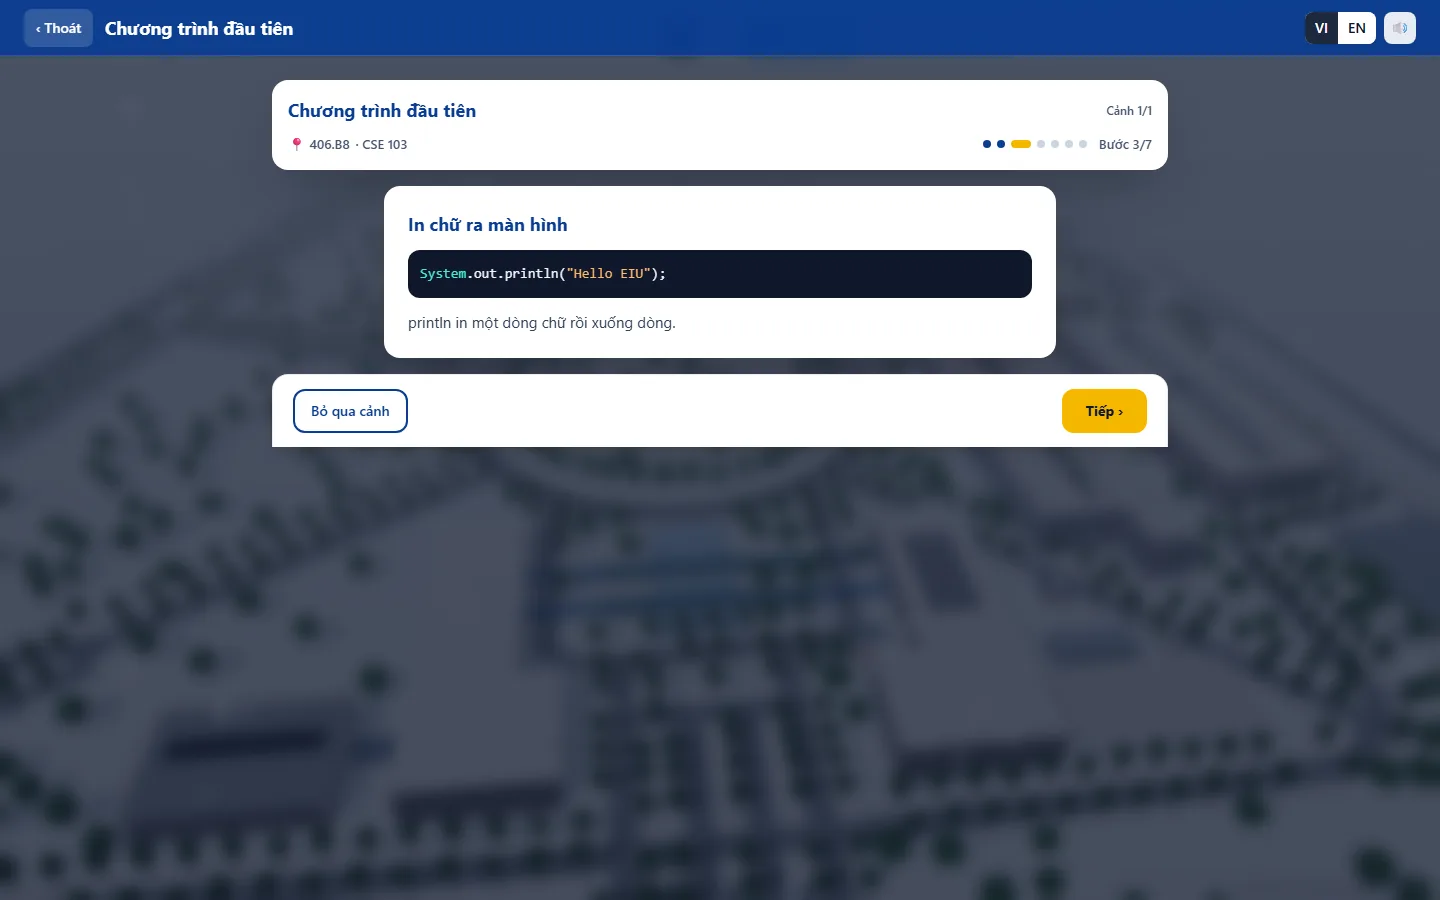 ‹ Thoát
Chương trình đầu tiên
VI
EN
Chương trình đầu tiên
Cảnh 1/1
406.B8 · CSE 103
Bước 3/7
In chữ ra màn hình
System.out.println("Hello EIU");
println in một dòng chữ rồi xuống dòng.
Bỏ qua cảnh
Tiếp ›